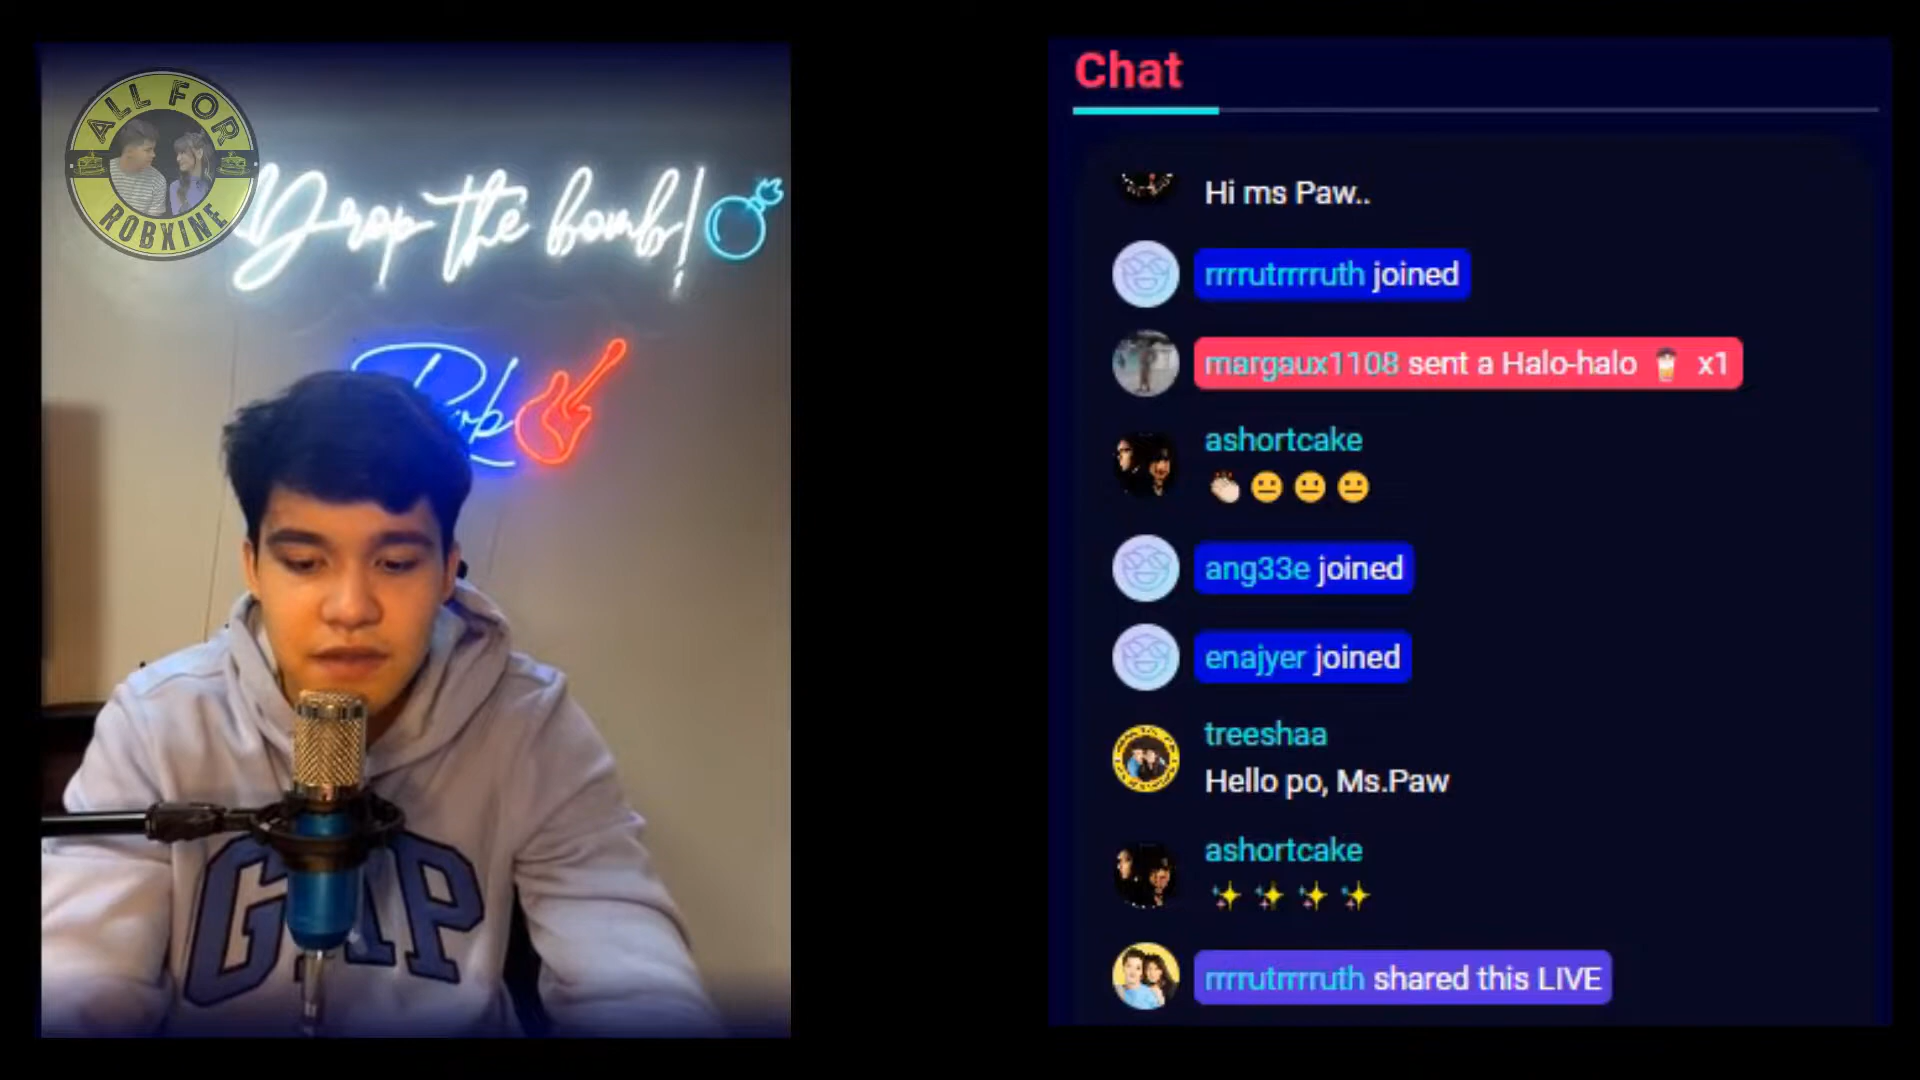 ALL FOR
ROBXINE
Drop the bomb!
Rob
GAP
Chat
Hi ms Paw..
rrrrutrrrruth joined
margaux1108 sent a Halo-halo 🥤 x1
ashortcake
👏🏻😐😐😐
ang33e joined
enajyer joined
treeshaa
Hello po, Ms.Paw
ashortcake
✨✨✨✨
rrrrutrrrruth shared this LIVE